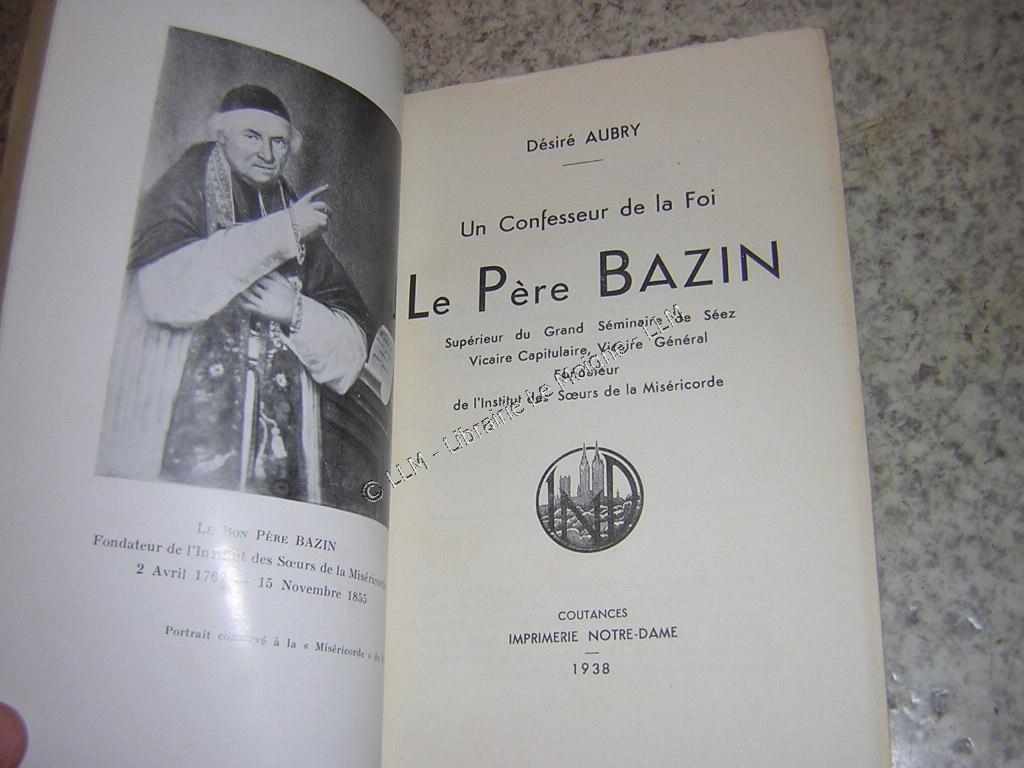 LE BON PÈRE BAZIN
Fondateur de l'Institut des Sœurs de la Miséricorde
2 Avril 1767 — 15 Novembre 1855
Portrait conservé à la « Miséricorde »
Désiré AUBRY
Un Confesseur de la Foi
Le Père BAZIN
Supérieur du Grand Séminaire de Séez
Vicaire Capitulaire, Vicaire Général
Fondateur
de l'Institut des Sœurs de la Miséricorde
© LLM - Librairie Le Moigne - LLM
COUTANCES
IMPRIMERIE NOTRE-DAME
1938